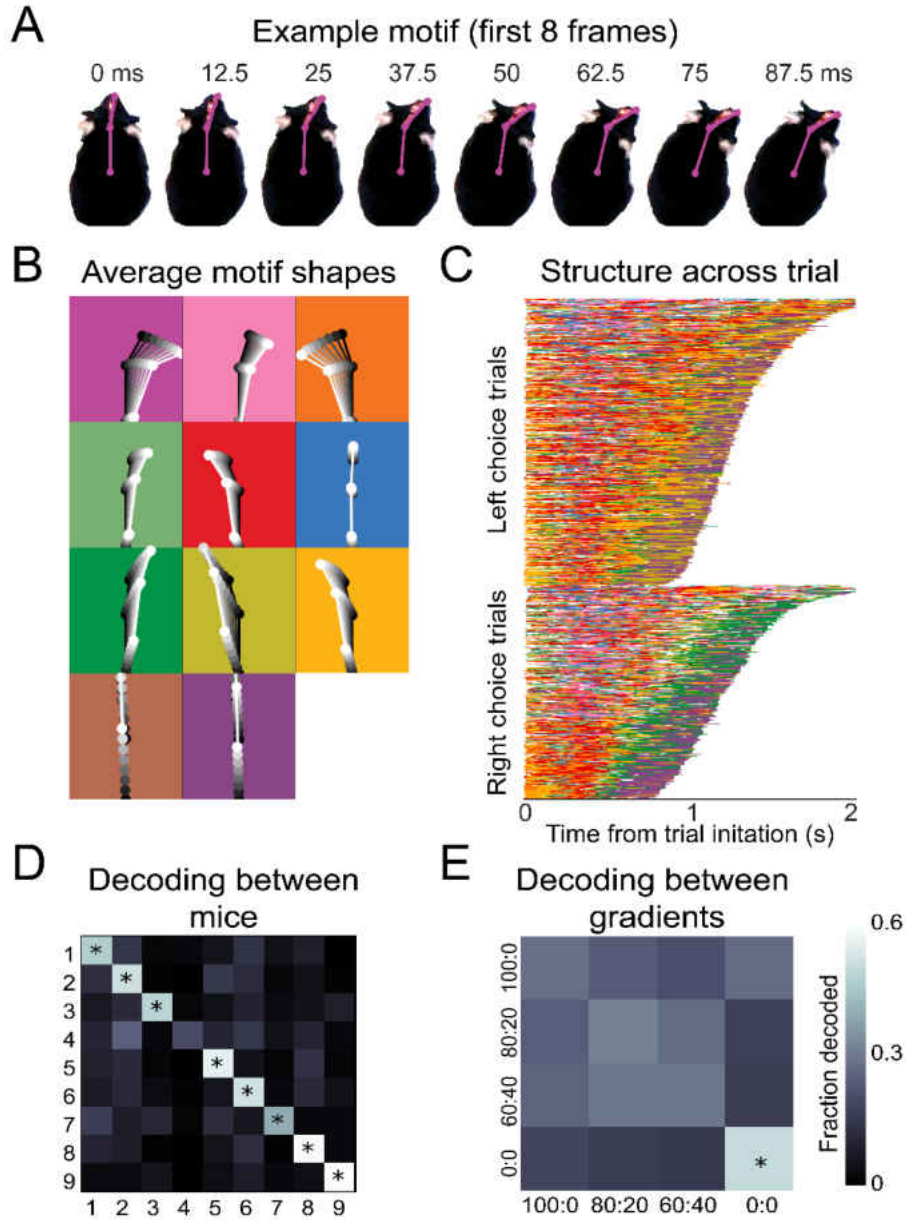 A
Example motif (first 8 frames)
0 ms 12.5 25 37.5 50 62.5 75 87.5 ms
B
Average motif shapes
C
Structure across trial
Left choice trials
Right choice trials
0 1 2
Time from trial initation (s)
D
Decoding between
mice
1
2
3
4
5
6
7
8
9
* * * * * * * *
1 2 3 4 5 6 7 8 9
E
Decoding between
gradients
100:0
80:20
60:40
0:0
*
100:0 80:20 60:40 0:0
0.6
0.3
0
Fraction decoded